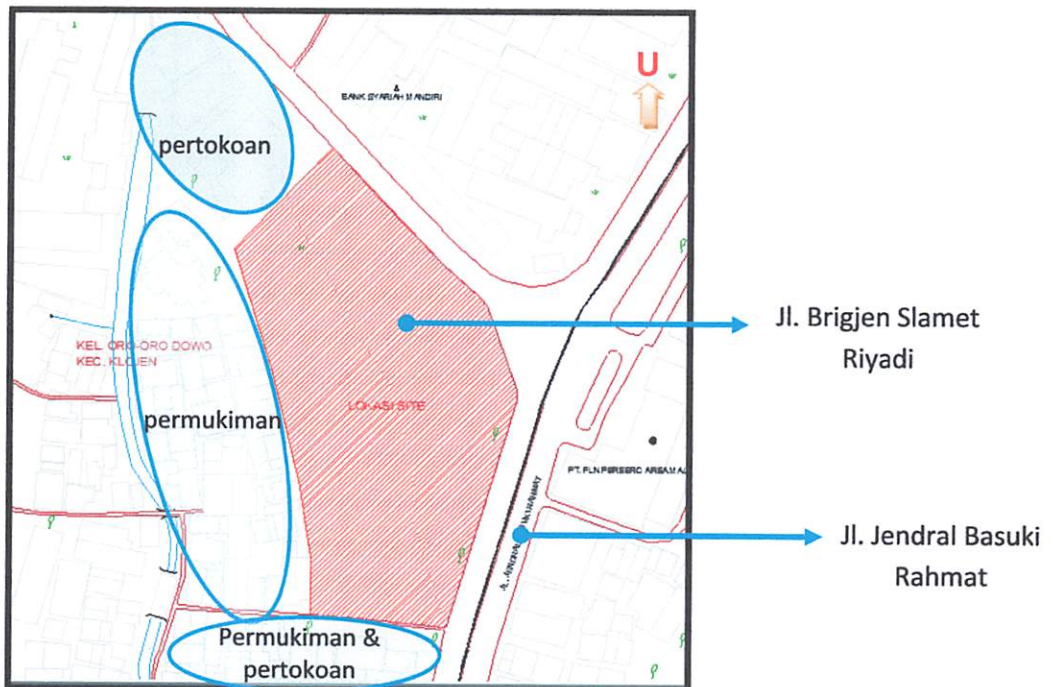 U
&
BANK SYARIAH MANDIRI
pertokoan
Jl. Brigjen Slamet
Riyadi
KEL. ORO-ORO DOWO
KEC. KLOJEN
LOKASI SITE
permukiman
PT. PLN PERSERO
Jl. Jendral Basuki
Rahmat
Permukiman &
pertokoan